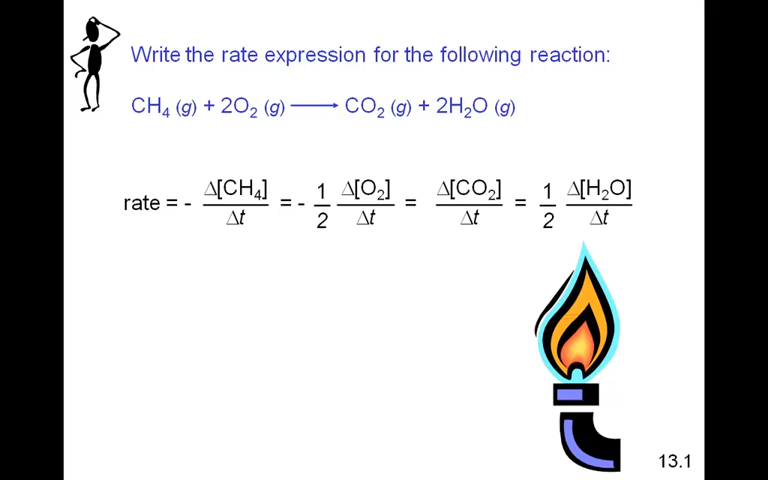 Write the rate expression for the following reaction:
CH₄ (g) + 2O₂ (g) ⟶ CO₂ (g) + 2H₂O (g)
rate = - Δ[CH₄]/Δt = - 1/2 Δ[O₂]/Δt = Δ[CO₂]/Δt = 1/2 Δ[H₂O]/Δt
13.1